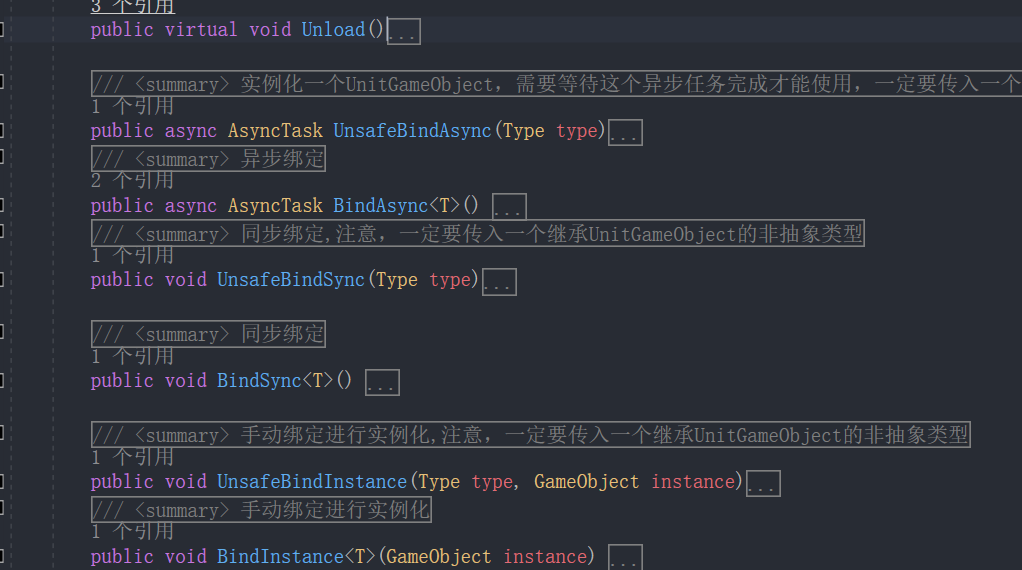 3 个引用
public virtual void Unload()...
/// <summary> 实例化一个UnitGameObject，需要等待这个异步任务完成才能使用，一定要传入一个
1 个引用
public async AsyncTask UnsafeBindAsync(Type type)...
/// <summary> 异步绑定
2 个引用
public async AsyncTask BindAsync<T>() ...
/// <summary> 同步绑定,注意，一定要传入一个继承UnitGameObject的非抽象类型
1 个引用
public void UnsafeBindSync(Type type)...
/// <summary> 同步绑定
1 个引用
public void BindSync<T>() ...
/// <summary> 手动绑定进行实例化,注意，一定要传入一个继承UnitGameObject的非抽象类型
1 个引用
public void UnsafeBindInstance(Type type, GameObject instance)...
/// <summary> 手动绑定进行实例化
1 个引用
public void BindInstance<T>(GameObject instance) ...